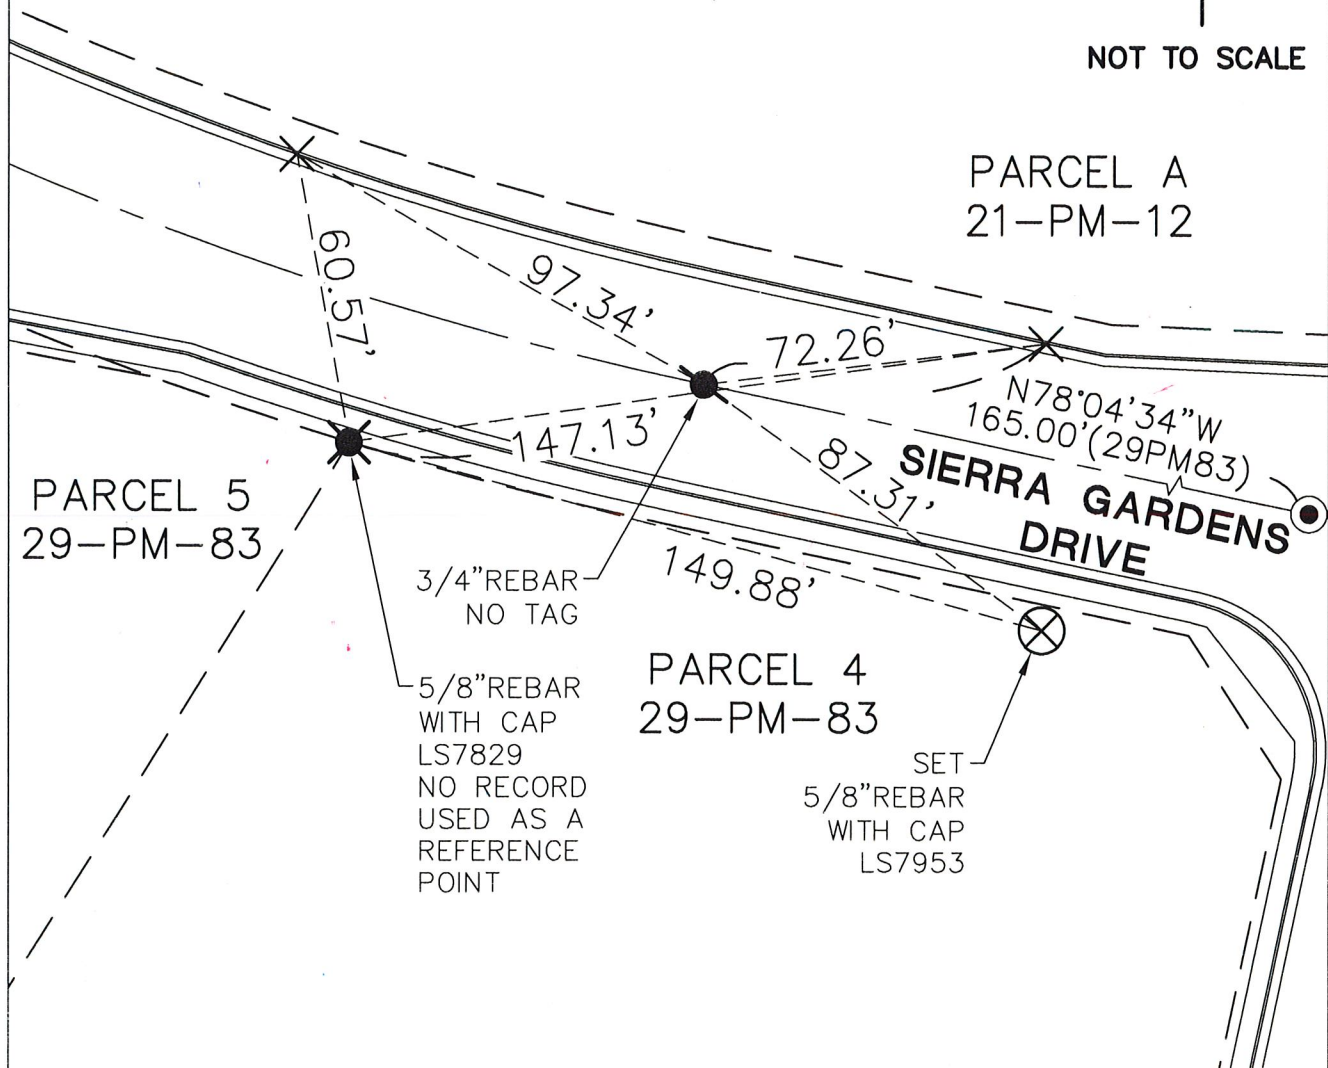 NOT TO SCALE
PARCEL A
21-PM-12
60.57'
97.34'
72.26'
N78°04'34"W
165.00'(29PM83)
147.13'
87.31'
SIERRA GARDENS
DRIVE
PARCEL 5
29-PM-83
149.88'
3/4"REBAR
NO TAG
5/8"REBAR
WITH CAP
LS7829
NO RECORD
USED AS A
REFERENCE
POINT
PARCEL 4
29-PM-83
SET
5/8"REBAR
WITH CAP
LS7953